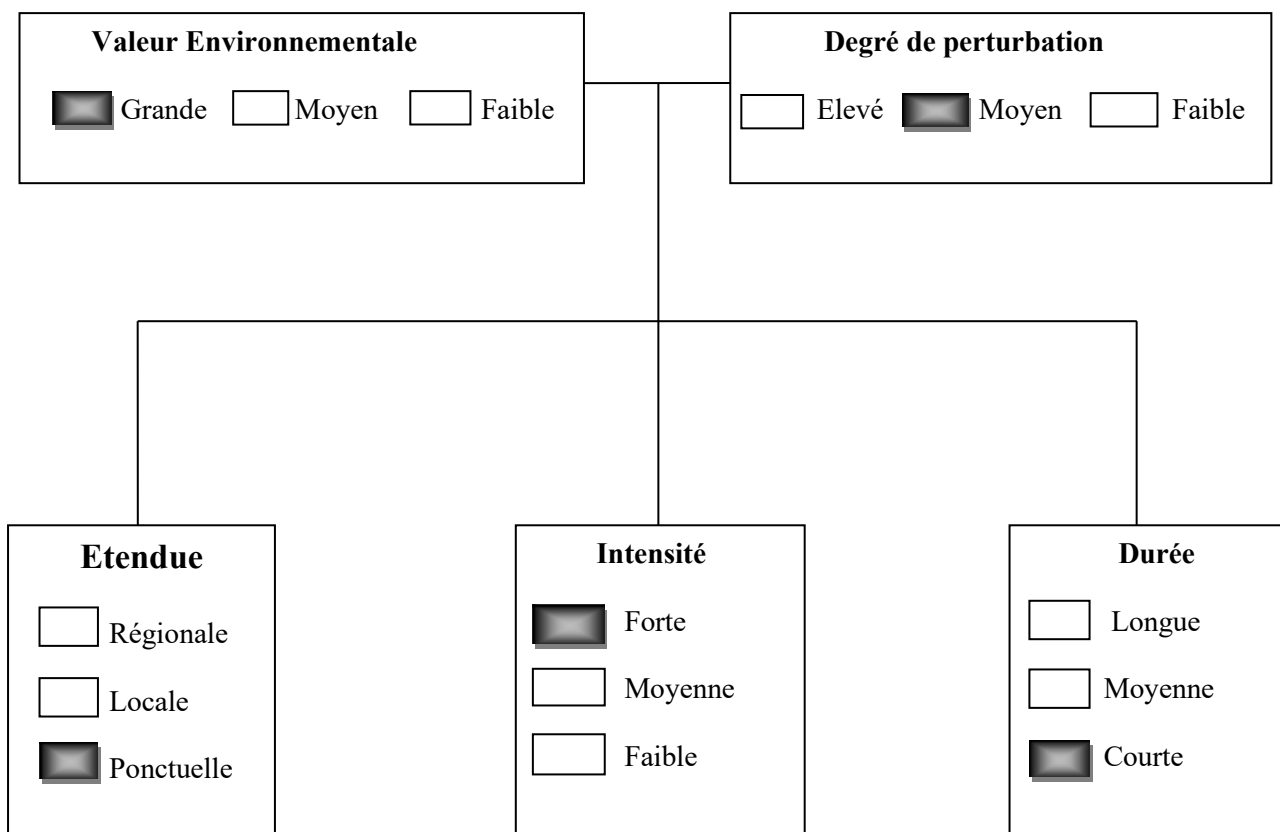 Valeur Environnementale
Grande Moyen Faible
Degré de perturbation
Elevé Moyen Faible
Etendue
Régionale
Locale
Ponctuelle
Intensité
Forte
Moyenne
Faible
Durée
Longue
Moyenne
Courte